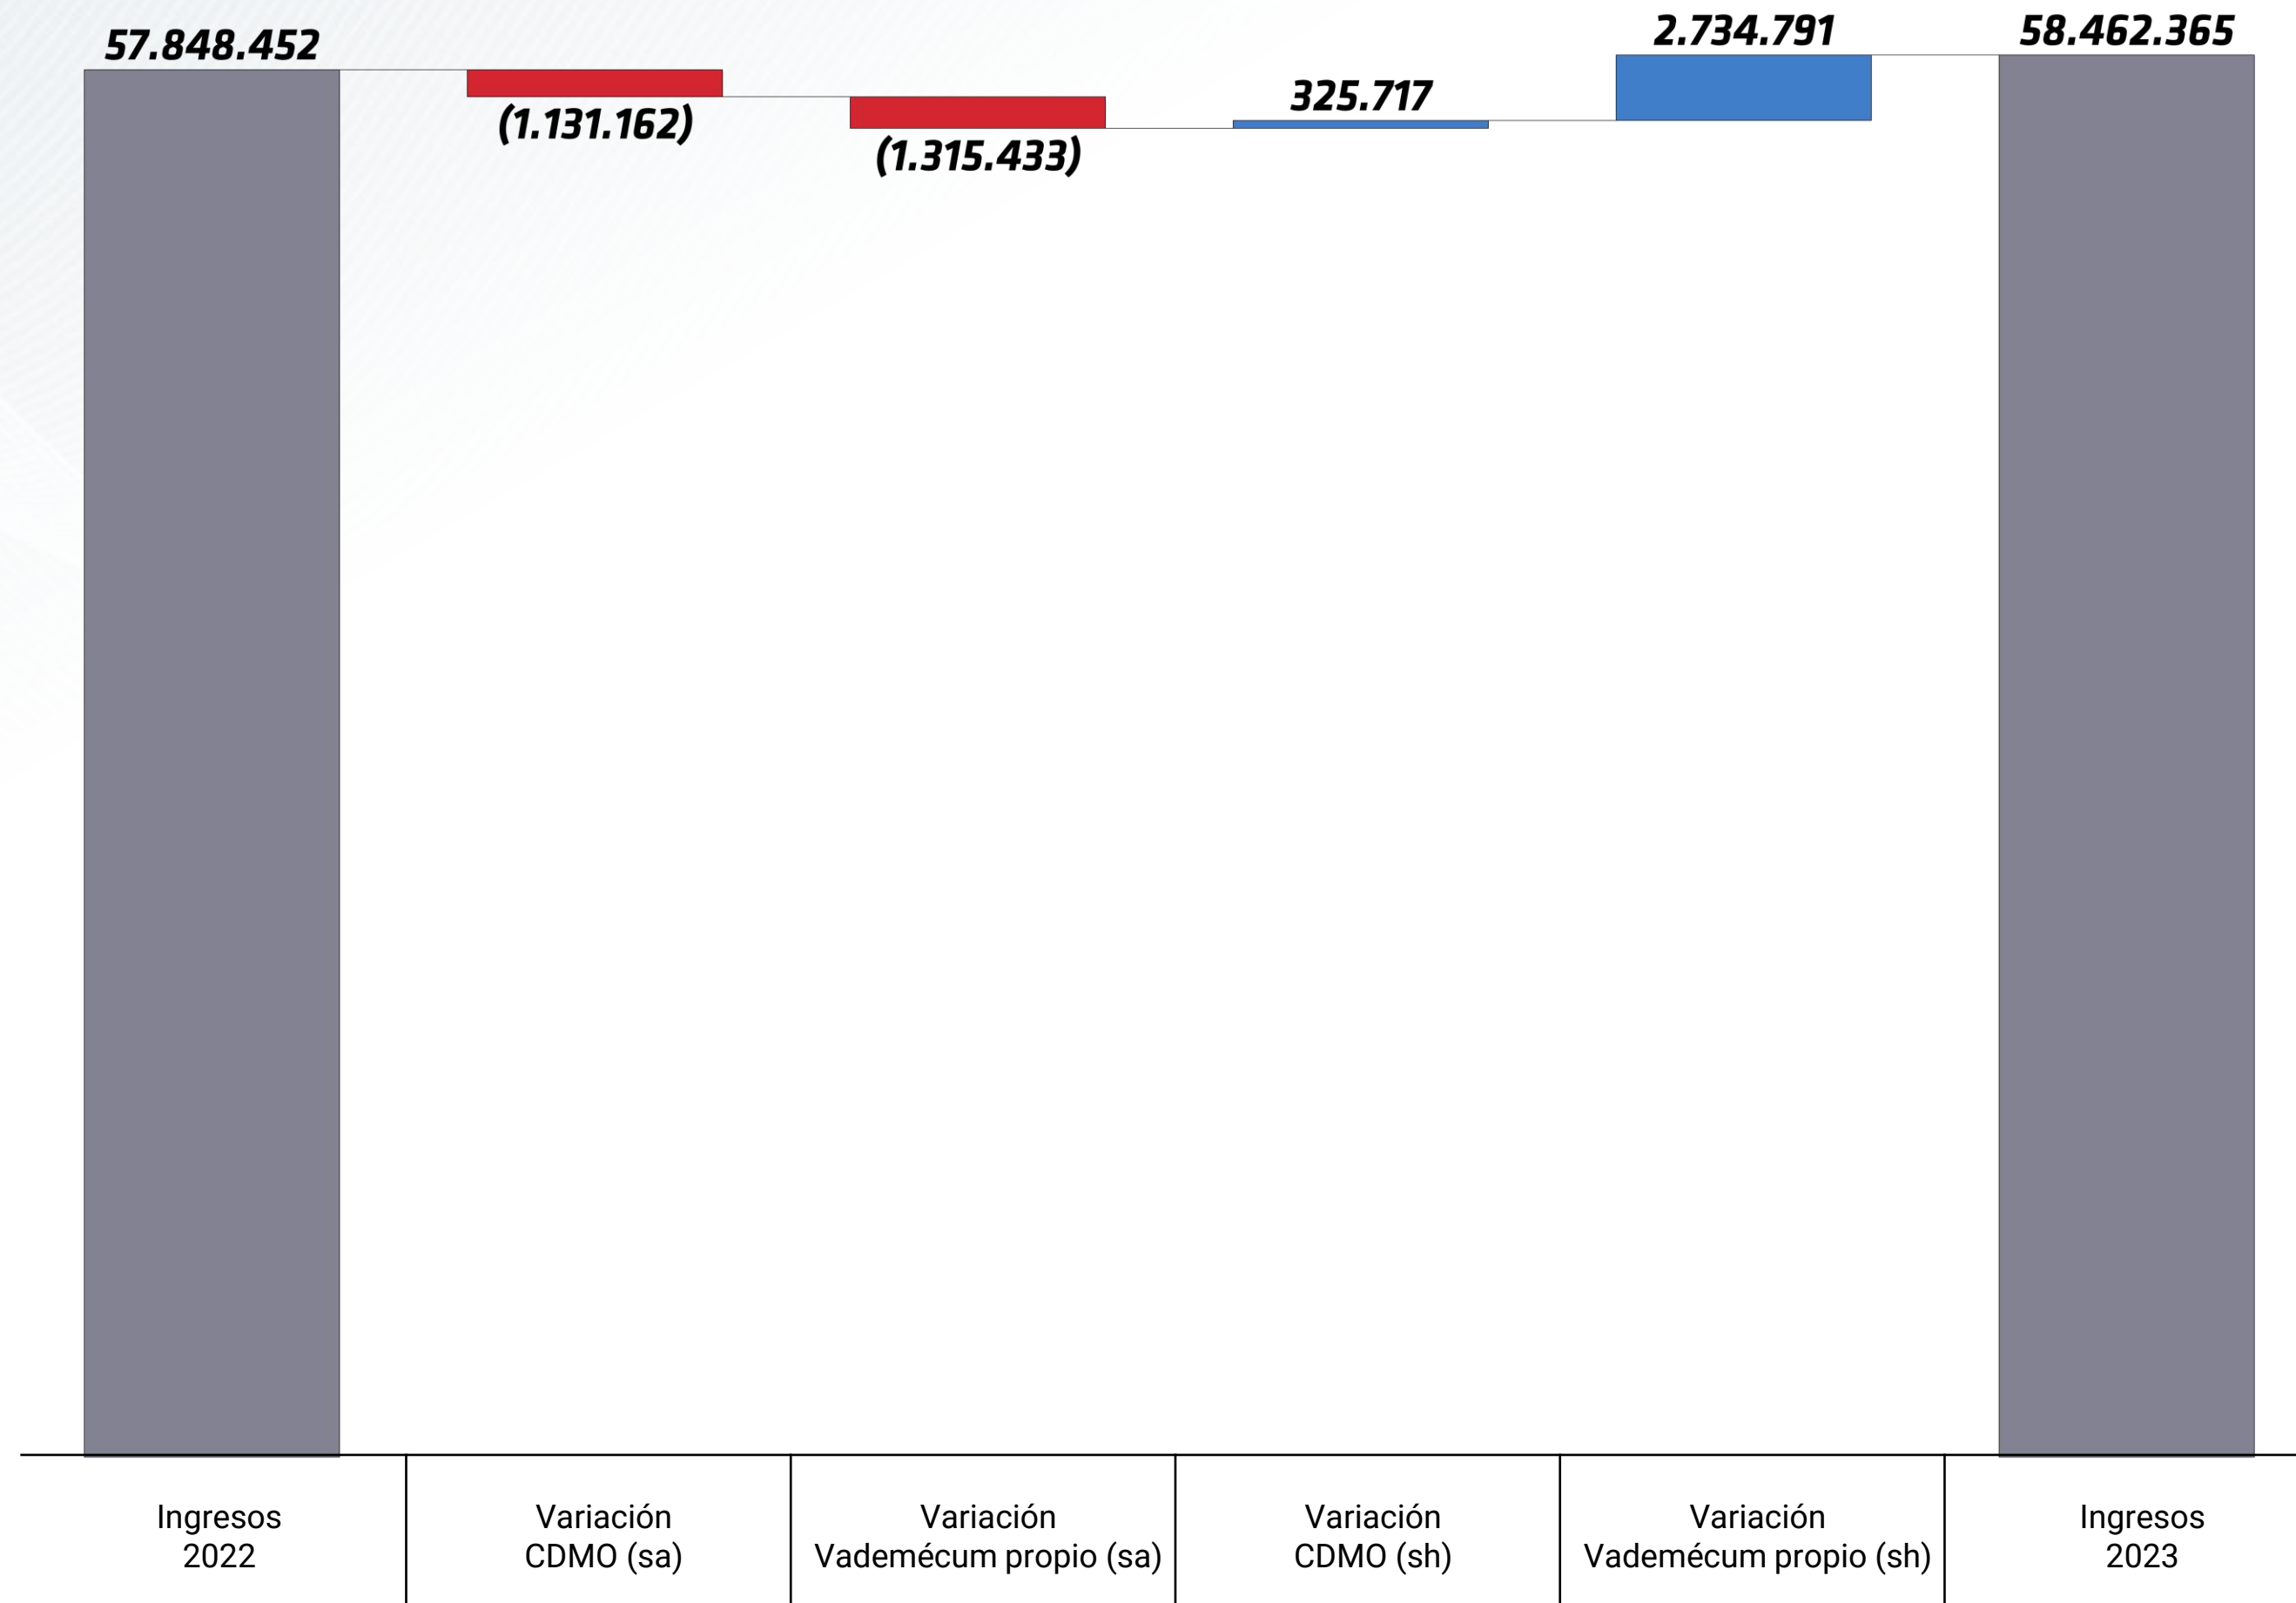 57.848.452
(1.131.162)
(1.315.433)
325.717
2.734.791
58.462.365
Ingresos
2022
Variación
CDMO (sa)
Variación
Vademécum propio (sa)
Variación
CDMO (sh)
Variación
Vademécum propio (sh)
Ingresos
2023